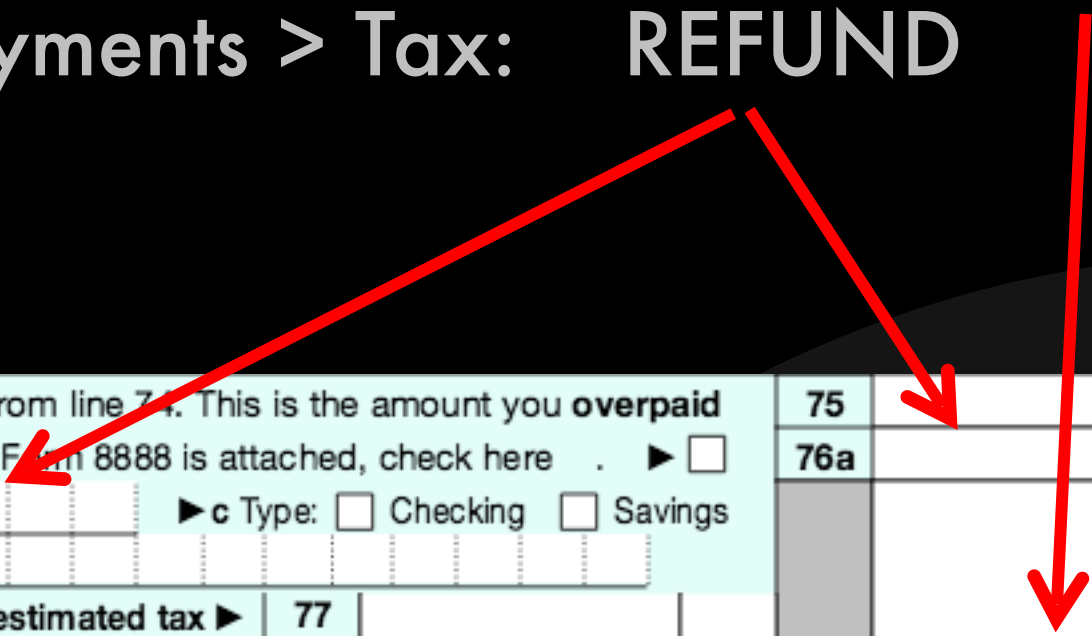 yments > Tax: REFUND
rom line 74. This is the amount you overpaid 75
Form 8888 is attached, check here . ▶ 76a
▶ c Type: Checking Savings
estimated tax ▶ 77